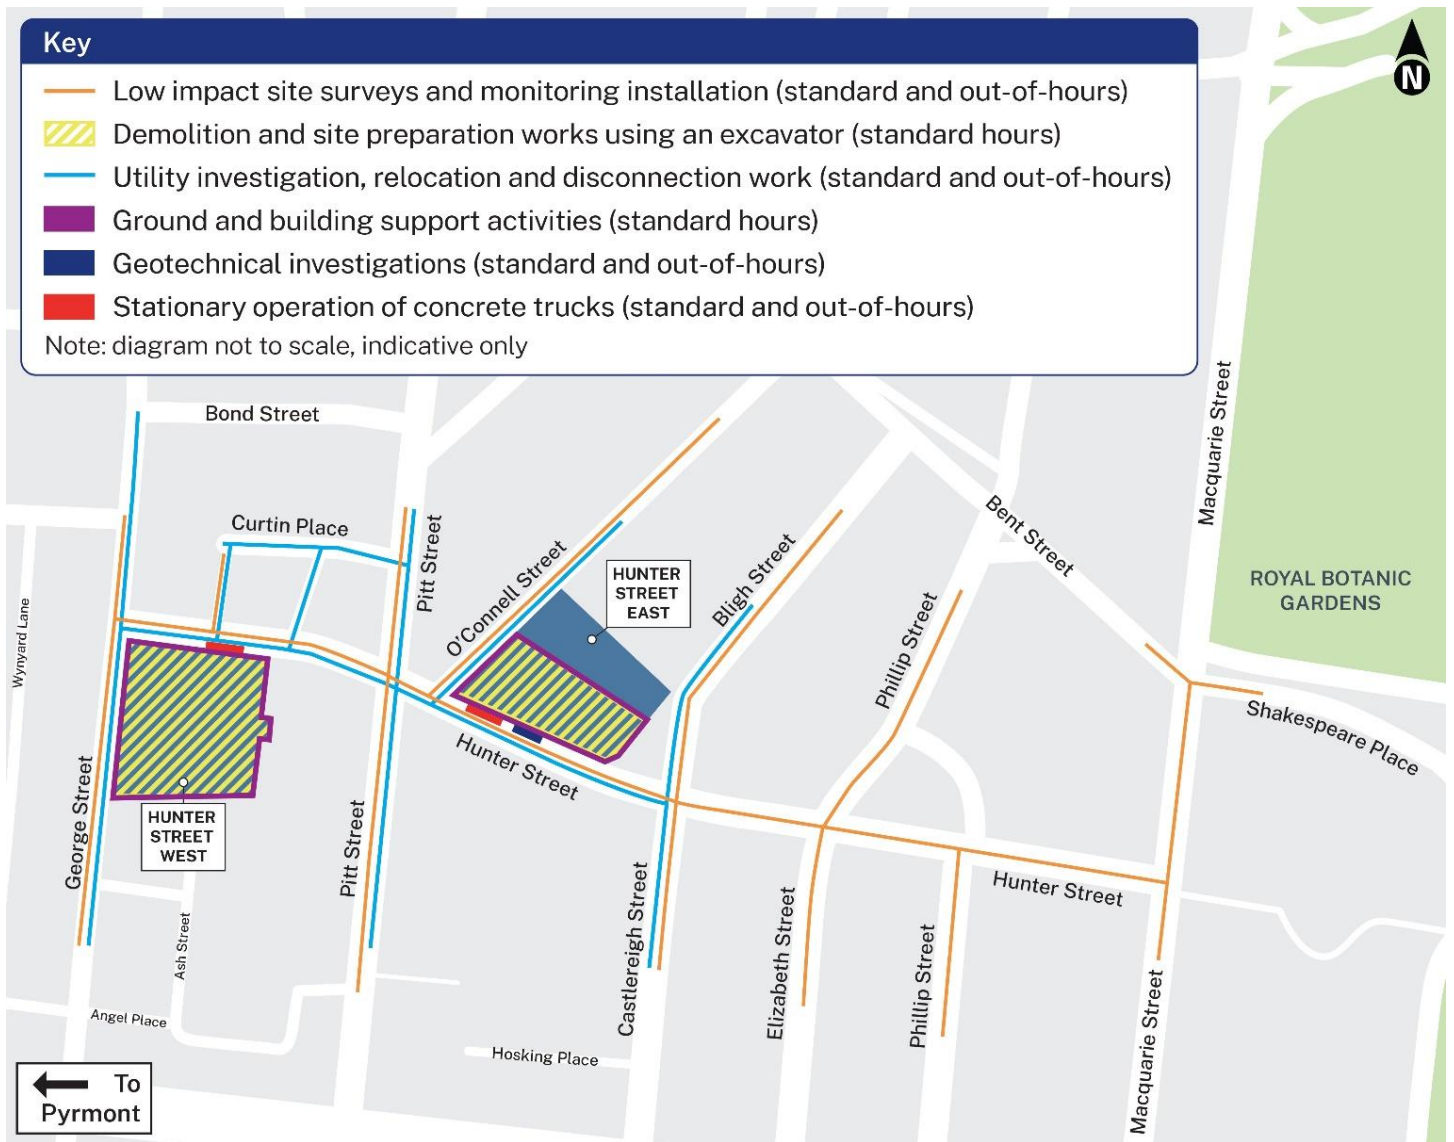 Key
Low impact site surveys and monitoring installation (standard and out-of-hours)
Demolition and site preparation works using an excavator (standard hours)
Utility investigation, relocation and disconnection work (standard and out-of-hours)
Ground and building support activities (standard hours)
Geotechnical investigations (standard and out-of-hours)
Stationary operation of concrete trucks (standard and out-of-hours)
Note: diagram not to scale, indicative only
N
Bond Street
Macquarie Street
Curtin Place
Pitt Street
Bent Street
O'Connell Street
Bligh Street
HUNTER
STREET
EAST
ROYAL BOTANIC
GARDENS
Wynyard Lane
Phillip Street
Shakespeare Place
Hunter Street
George Street
HUNTER
STREET
WEST
Pitt Street
Hunter Street
Castlereigh Street
Elizabeth Street
Phillip Street
Ash Street
Macquarie Street
Angel Place
Hosking Place
To
Pyrmont